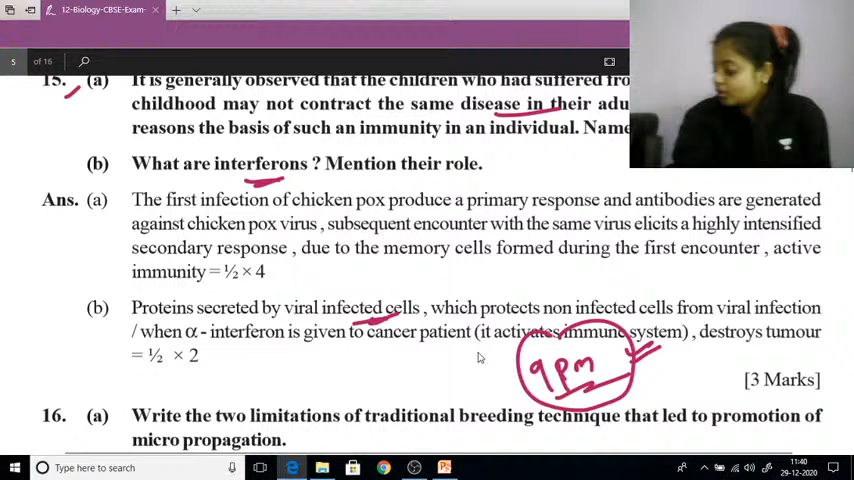 12-Biology-CBSE-Exam-
5 of 16
15. (a) It is generally observed that the children who had suffered
childhood may not contract the same disease in their
reasons the basis of such an immunity in an individual. Name
(b) What are interferons ? Mention their role.
Ans. (a) The first infection of chicken pox produce a primary response and antibodies are generated
against chicken pox virus , subsequent encounter with the same virus elicits a highly intensified
secondary response , due to the memory cells formed during the first encounter , active
immunity = ½ × 4
(b) Proteins secreted by viral infected cells , which protects non infected cells from viral infection
/ when α - interferon is given to cancer patient (it activates immune system) , destroys tumour
= ½ × 2
9 pm
[3 Marks]
16. (a) Write the two limitations of traditional breeding technique that led to promotion of
micro propagation.
Type here to search
11:40
29-12-2020